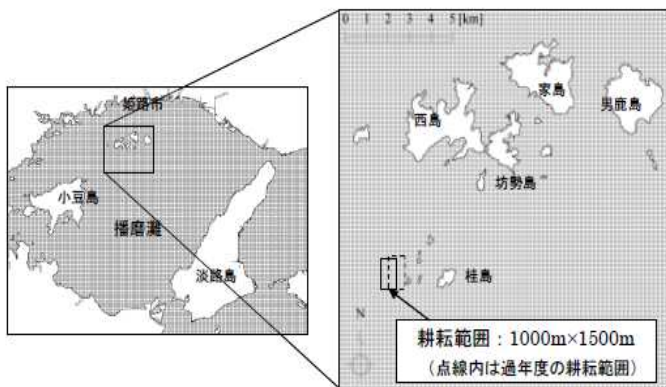 姫路市
小豆島
播磨灘
淡路島
0 1 2 3 4 5 [km]
家島
男鹿島
西島
坊勢島
桂島
N
耕耘範囲：1000m×1500m
（点線内は過年度の耕耘範囲）